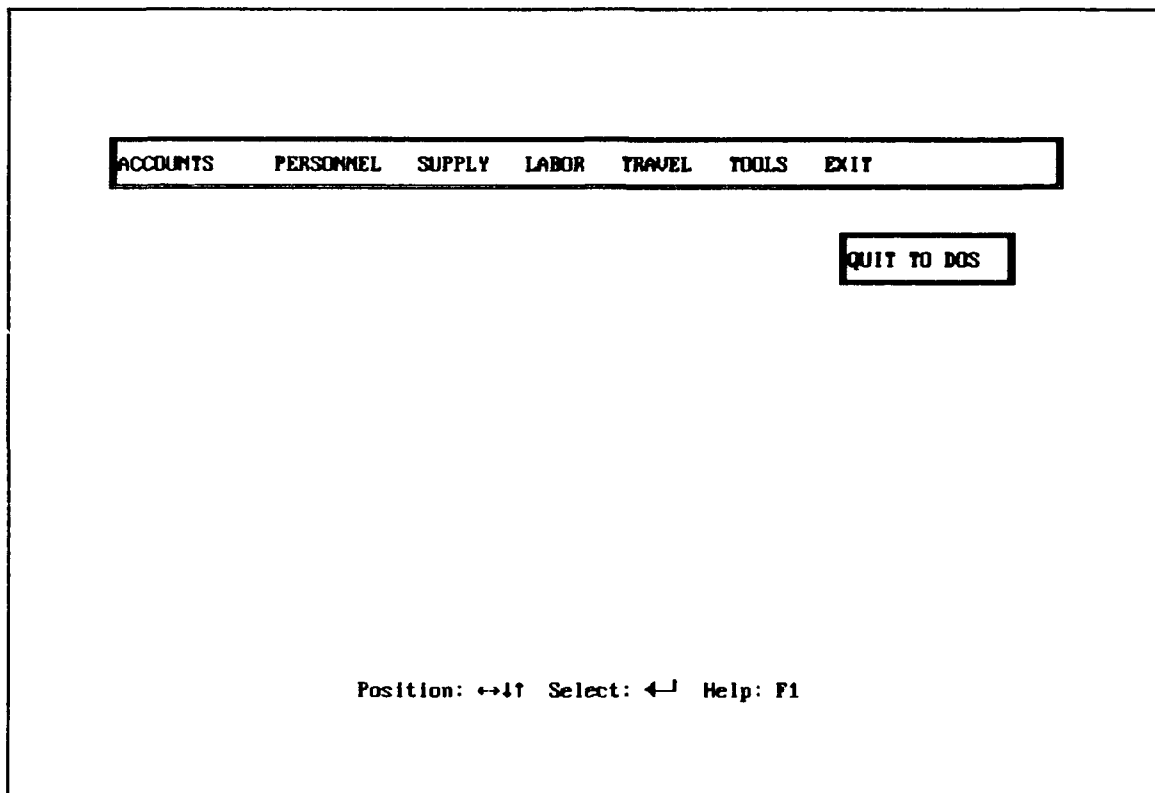 ACCOUNTS PERSONNEL SUPPLY LABOR TRAVEL TOOLS EXIT
QUIT TO DOS
Position: ↔↓↑ Select: ↵ Help: F1